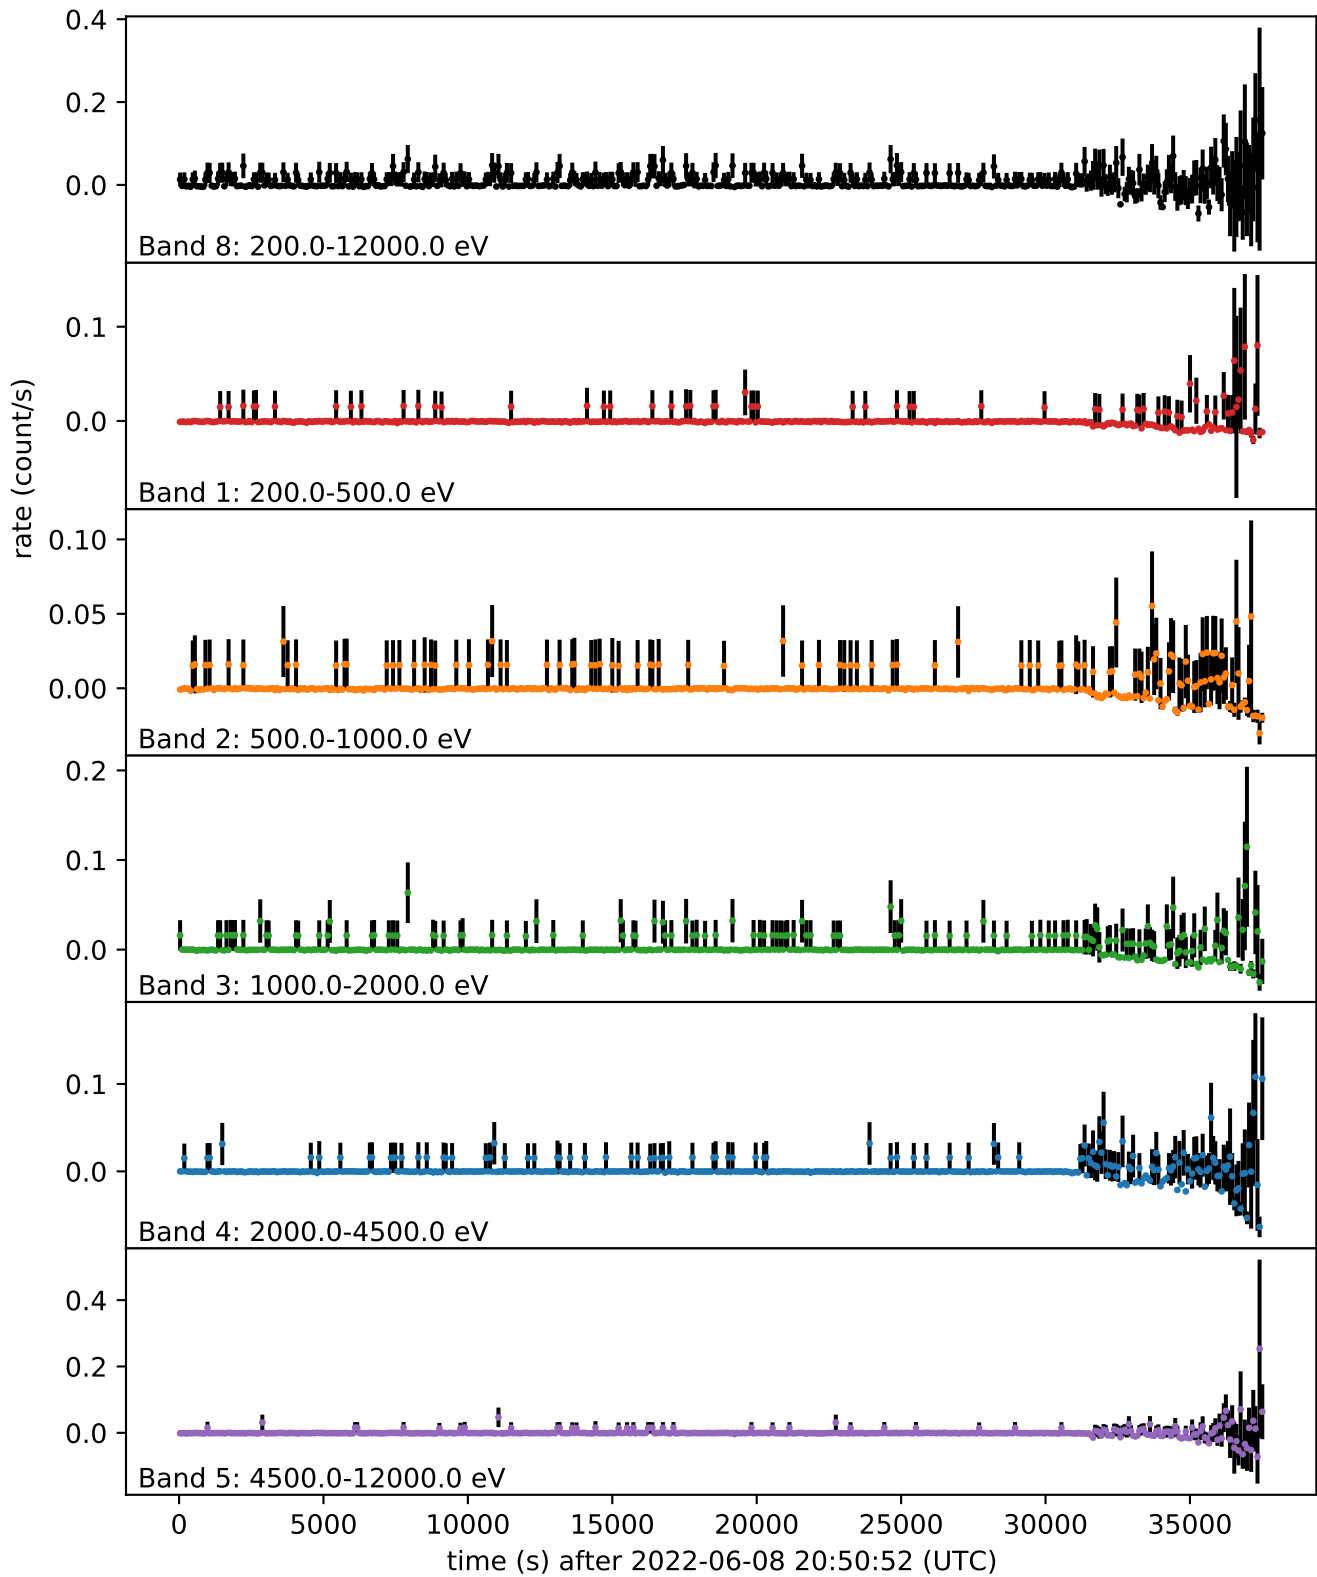 0.4
0.2
0.0
Band 8: 200.0-12000.0 eV
0.1
0.0
Band 1: 200.0-500.0 eV
rate (count/s)
0.10
0.05
0.00
Band 2: 500.0-1000.0 eV
0.2
0.1
0.0
Band 3: 1000.0-2000.0 eV
0.1
0.0
Band 4: 2000.0-4500.0 eV
0.4
0.2
0.0
Band 5: 4500.0-12000.0 eV
0 5000 10000 15000 20000 25000 30000 35000
time (s) after 2022-06-08 20:50:52 (UTC)